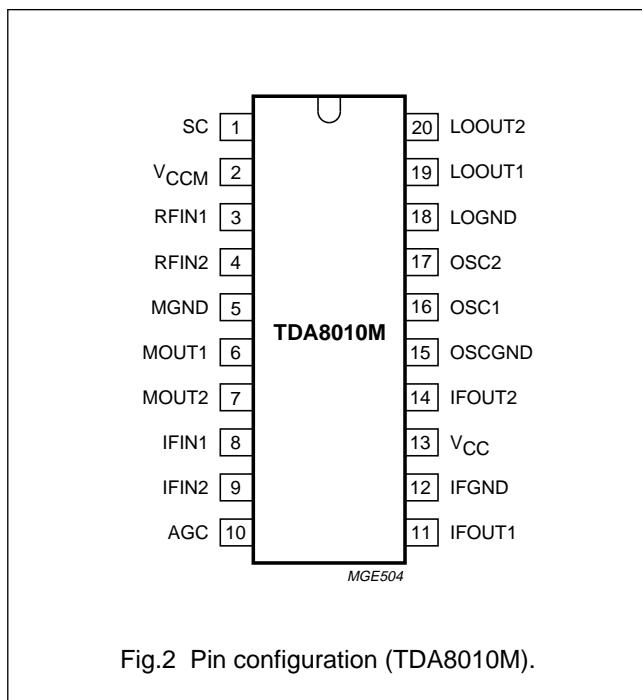 SC 1 20 LOOUT2
VCCM 2 19 LOOUT1
RFIN1 3 18 LOGND
RFIN2 4 17 OSC2
MGND 5 16 OSC1
TDA8010M
MOUT1 6 15 OSCGND
MOUT2 7 14 IFOUT2
IFIN1 8 13 VCC
IFIN2 9 12 IFGND
AGC 10 11 IFOUT1
MGE504
Fig.2 Pin configuration (TDA8010M).